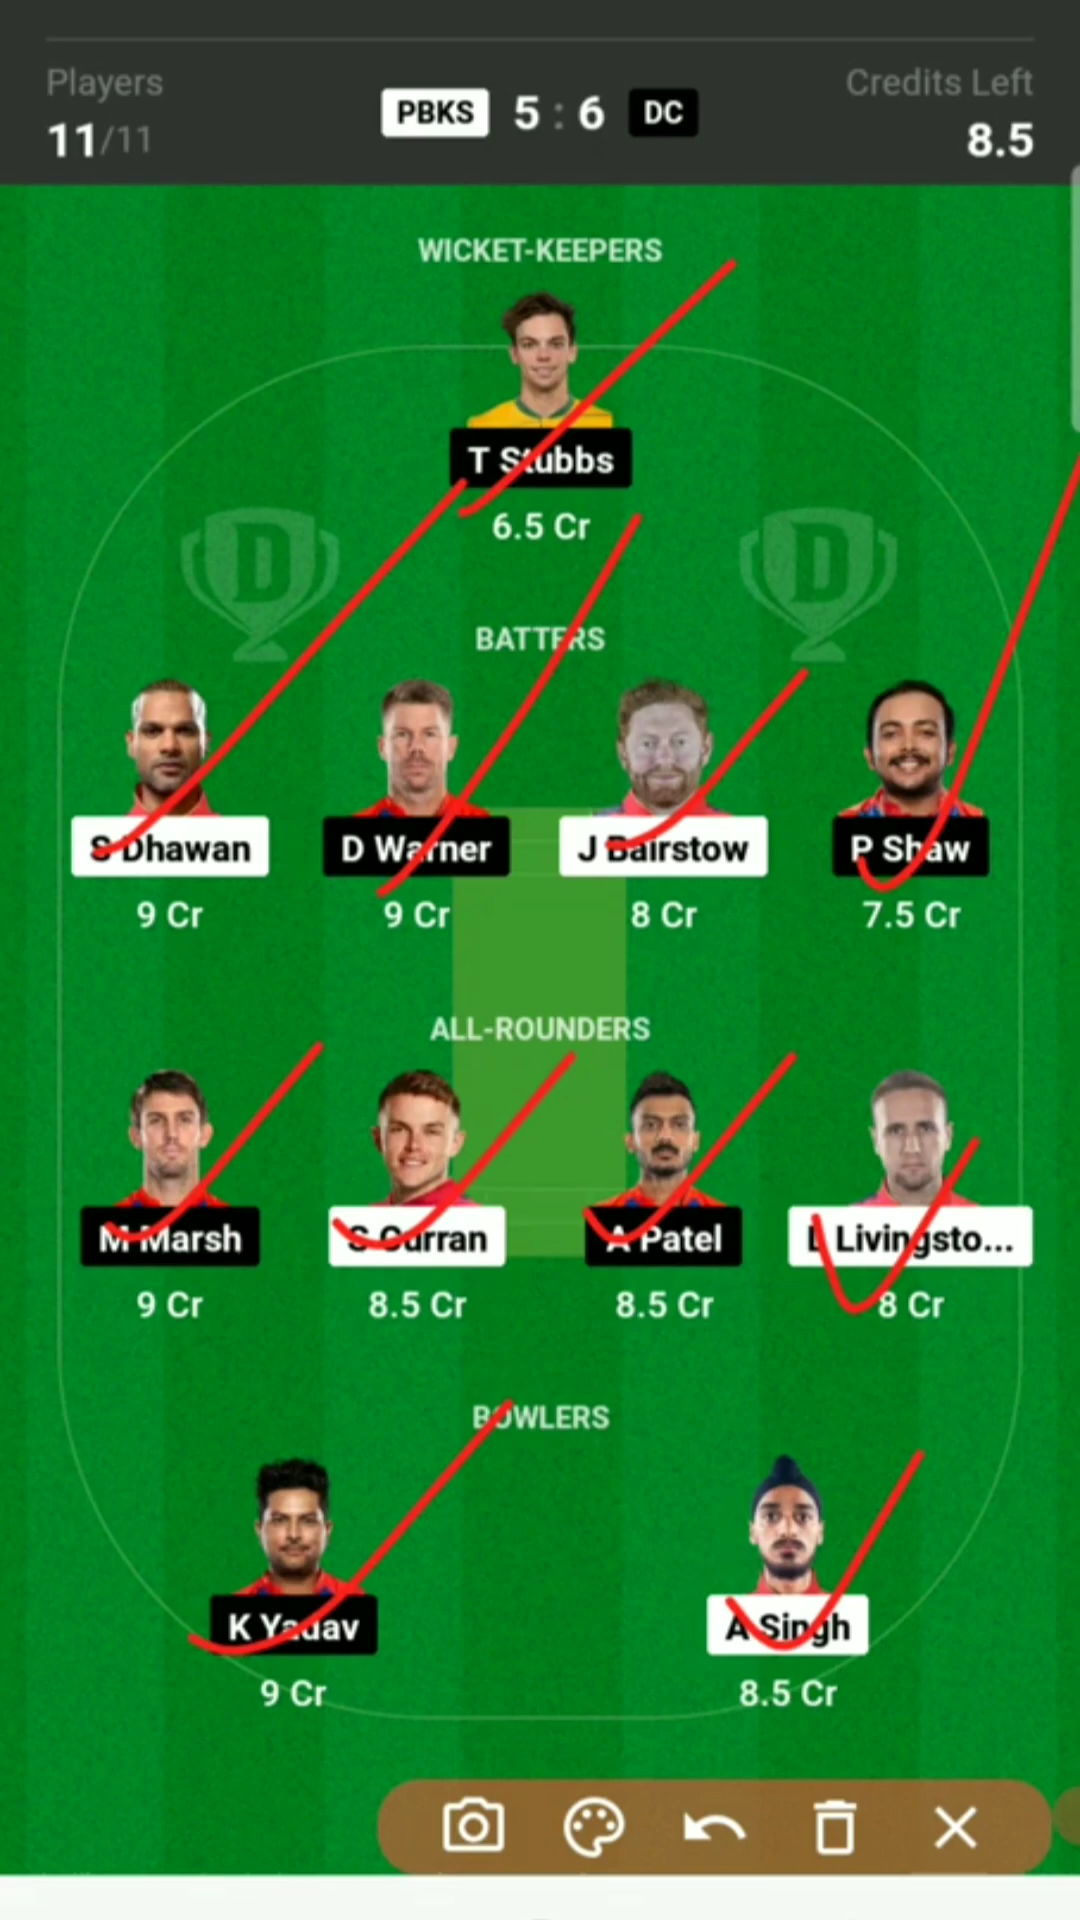 Players
11/11
PBKS 5 : 6 DC
Credits Left
8.5
WICKET-KEEPERS
T Stubbs
6.5 Cr
D D
BATTERS
S Dhawan D Warner J Bairstow P Shaw
9 Cr 9 Cr 8 Cr 7.5 Cr
ALL-ROUNDERS
M Marsh S Curran A Patel L Livingsto...
9 Cr 8.5 Cr 8.5 Cr 8 Cr
BOWLERS
K Yadav A Singh
9 Cr 8.5 Cr